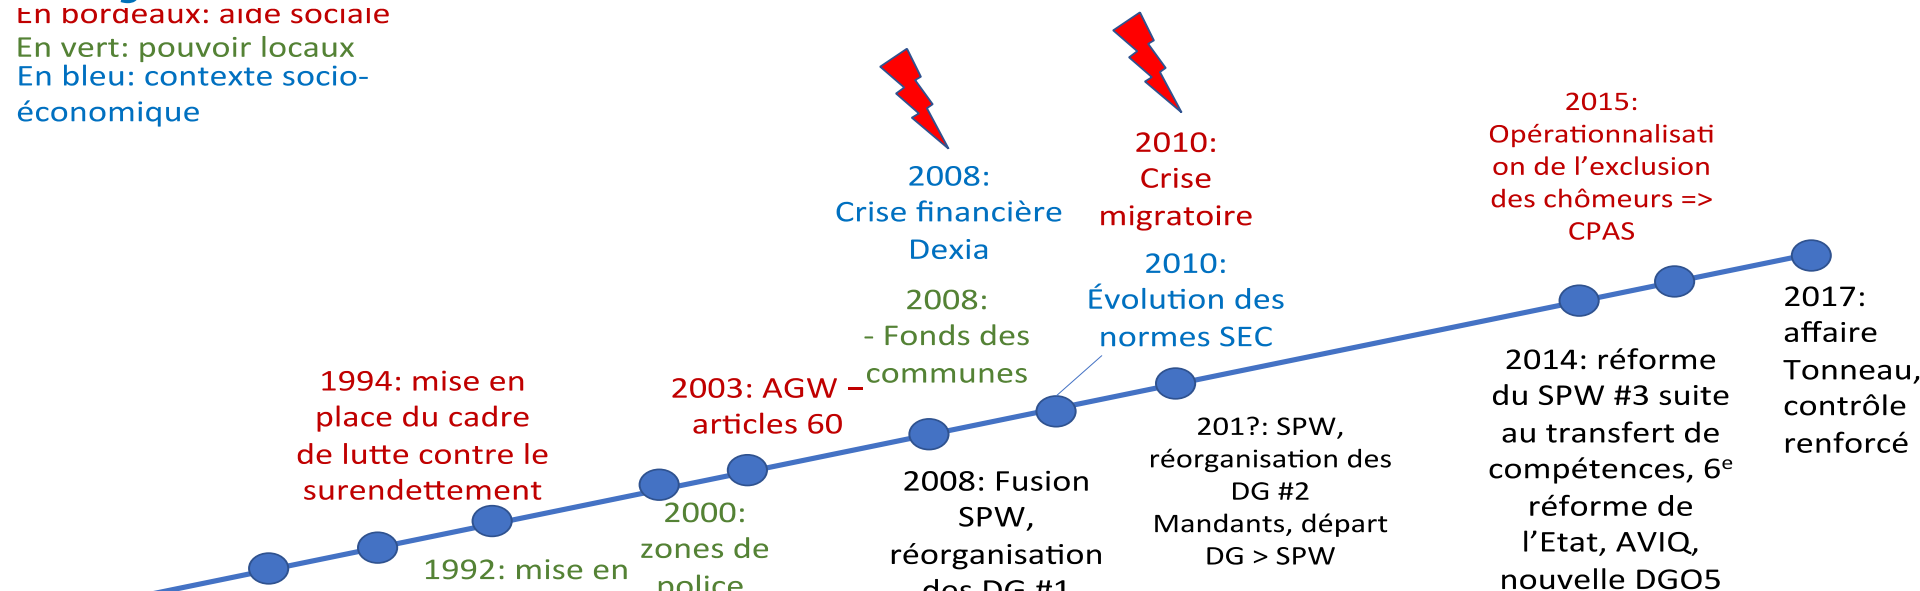 En bordeaux: aide sociale
En vert: pouvoir locaux
En bleu: contexte socio-
économique
1994: mise en
place du cadre
de lutte contre le
surendettement
1992: mise en
2003: AGW –
articles 60
2000:
zones de
police
2008:
Crise financière
Dexia
2008:
- Fonds des
communes
2008: Fusion
SPW,
réorganisation
des DG #1
2010:
Crise
migratoire
2010:
Évolution des
normes SEC
201?: SPW,
réorganisation des
DG #2
Mandants, départ
DG > SPW
2015:
Opérationnalisati
on de l’exclusion
des chômeurs =>
CPAS
2014: réforme
du SPW #3 suite
au transfert de
compétences, 6e
réforme de
l’Etat, AVIQ,
nouvelle DGO5
2017:
affaire
Tonneau,
contrôle
renforcé